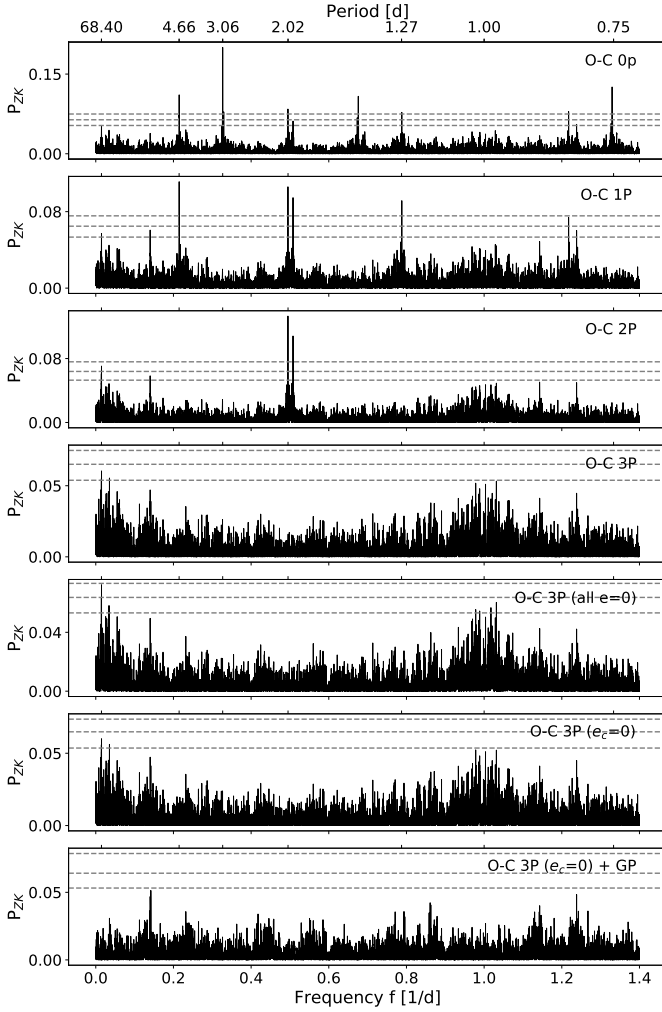 Period [d]
68.40 4.66 3.06 2.02 1.27 1.00 0.75
O-C 0p
0.15
0.00
P_ZK
O-C 1P
0.08
0.00
P_ZK
O-C 2P
0.08
0.00
P_ZK
O-C 3P
0.05
0.00
P_ZK
O-C 3P (all e=0)
0.04
0.00
P_ZK
O-C 3P (e_c=0)
0.05
0.00
P_ZK
O-C 3P (e_c=0) + GP
0.05
0.00
P_ZK
0.0 0.2 0.4 0.6 0.8 1.0 1.2 1.4
Frequency f [1/d]